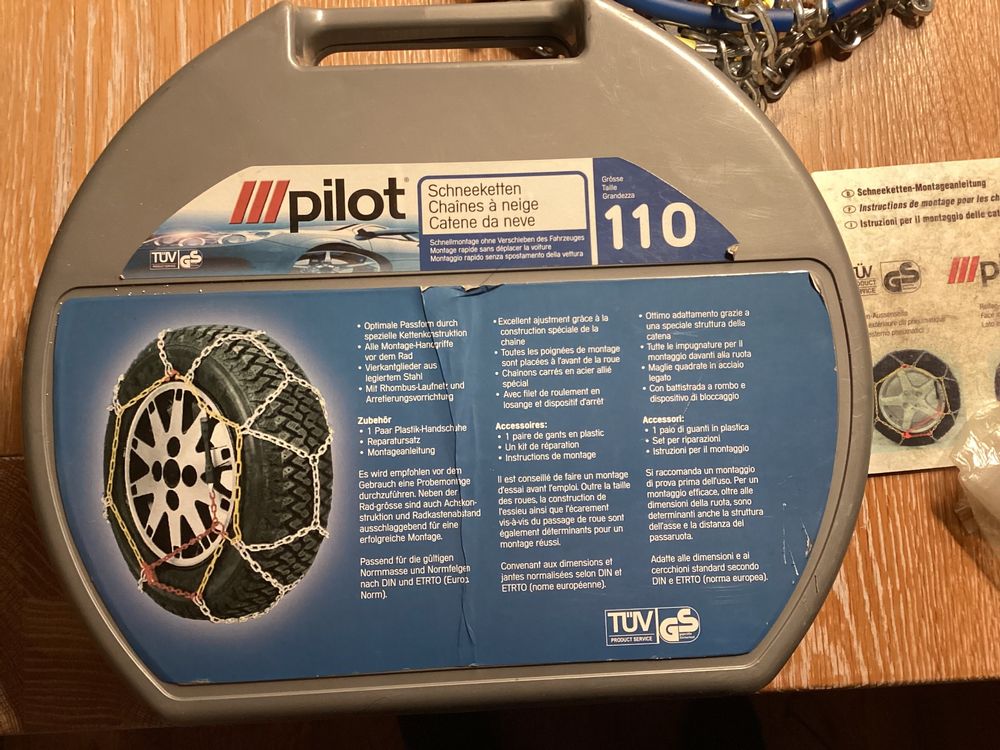 pilot
Schneeketten
Chaînes à neige
Catene da neve
Schnellmontage ohne Verschieben des Fahrzeuges
Montage rapide sans déplacer la voiture
Montaggio rapido senza spostamento della vettura
Grösse
Taille
Grandezza
110
TÜV
PRODUCT SERVICE
GS
• Optimale Passform durch
spezielle Kettenkonstruktion
• Alle Montage-Handgriffe
vor dem Rad
• Vierkantglieder aus
legiertem Stahl
• Mit Rhombus-Laufnetz und
Arretierungsvorrichtung
Zubehör
• 1 Paar Plastik-Handschuhe
• Reparatursatz
• Montageanleitung
Es wird empfohlen vor dem
Gebrauch eine Probemontage
durchzuführen. Neben der
Rad-grösse sind auch Achskon-
struktion und Radkastenabstand
ausschlaggebend für eine
erfolgreiche Montage.
Passend für die gültigen
Normmasse und Normfelgen
nach DIN und ETRTO (Europ.
Norm).
• Excellent ajustment grâce à la
construction spéciale de la
chaîne
• Toutes les poignées de montage
sont placées à l'avant de la roue
• Chaînons carrés en acier allié
spécial
• Avec filet de roulement en
losange et dispositif d'arrêt
Accessoires:
• 1 paire de gants en plastic
• Un kit de réparation
• Instructions de montage
Il est conseillé de faire un montage
d'essai avant l'emploi. Outre la taille
des roues, la construction de
l'essieu ainsi que l'écarement
vis-à-vis du passage de roue sont
également déterminants pour un
montage réussi.
Convenant aux dimensions et
jantes normalisées selon DIN et
ETRTO (nome européenne).
• Ottimo adattamento grazie a
una speciale struttura della
catena
• Tutte le impugnature per il
montaggio davanti alla ruota
• Maglie quadrate in acciaio
legato
• Con battistrada a rombo e
dispositivo di bloccaggio
Accessori:
• 1 paio di guanti in plastica
• Set per riparazioni
• Istruzioni per il montaggio
Si raccomanda un montaggio
di prova prima dell'uso. Per un
montaggio efficace, oltre alle
dimensioni della ruota, sono
determinanti anche la struttura
dell'asse e la distanza del
passaruota.
Adatte alle dimensioni e ai
cercchioni standard secondo
DIN e ETRTO (norma europea).
TÜV
PRODUCT SERVICE
GS
D Schneeketten-Montageanleitung
F Instructions de montage pour les ch
I Istruzioni per il montaggio delle cat
ÜV
DUCT
SERVICE
GS
pi
n-Aussenseite
extérieure du pneumatique
esterno pneumatici